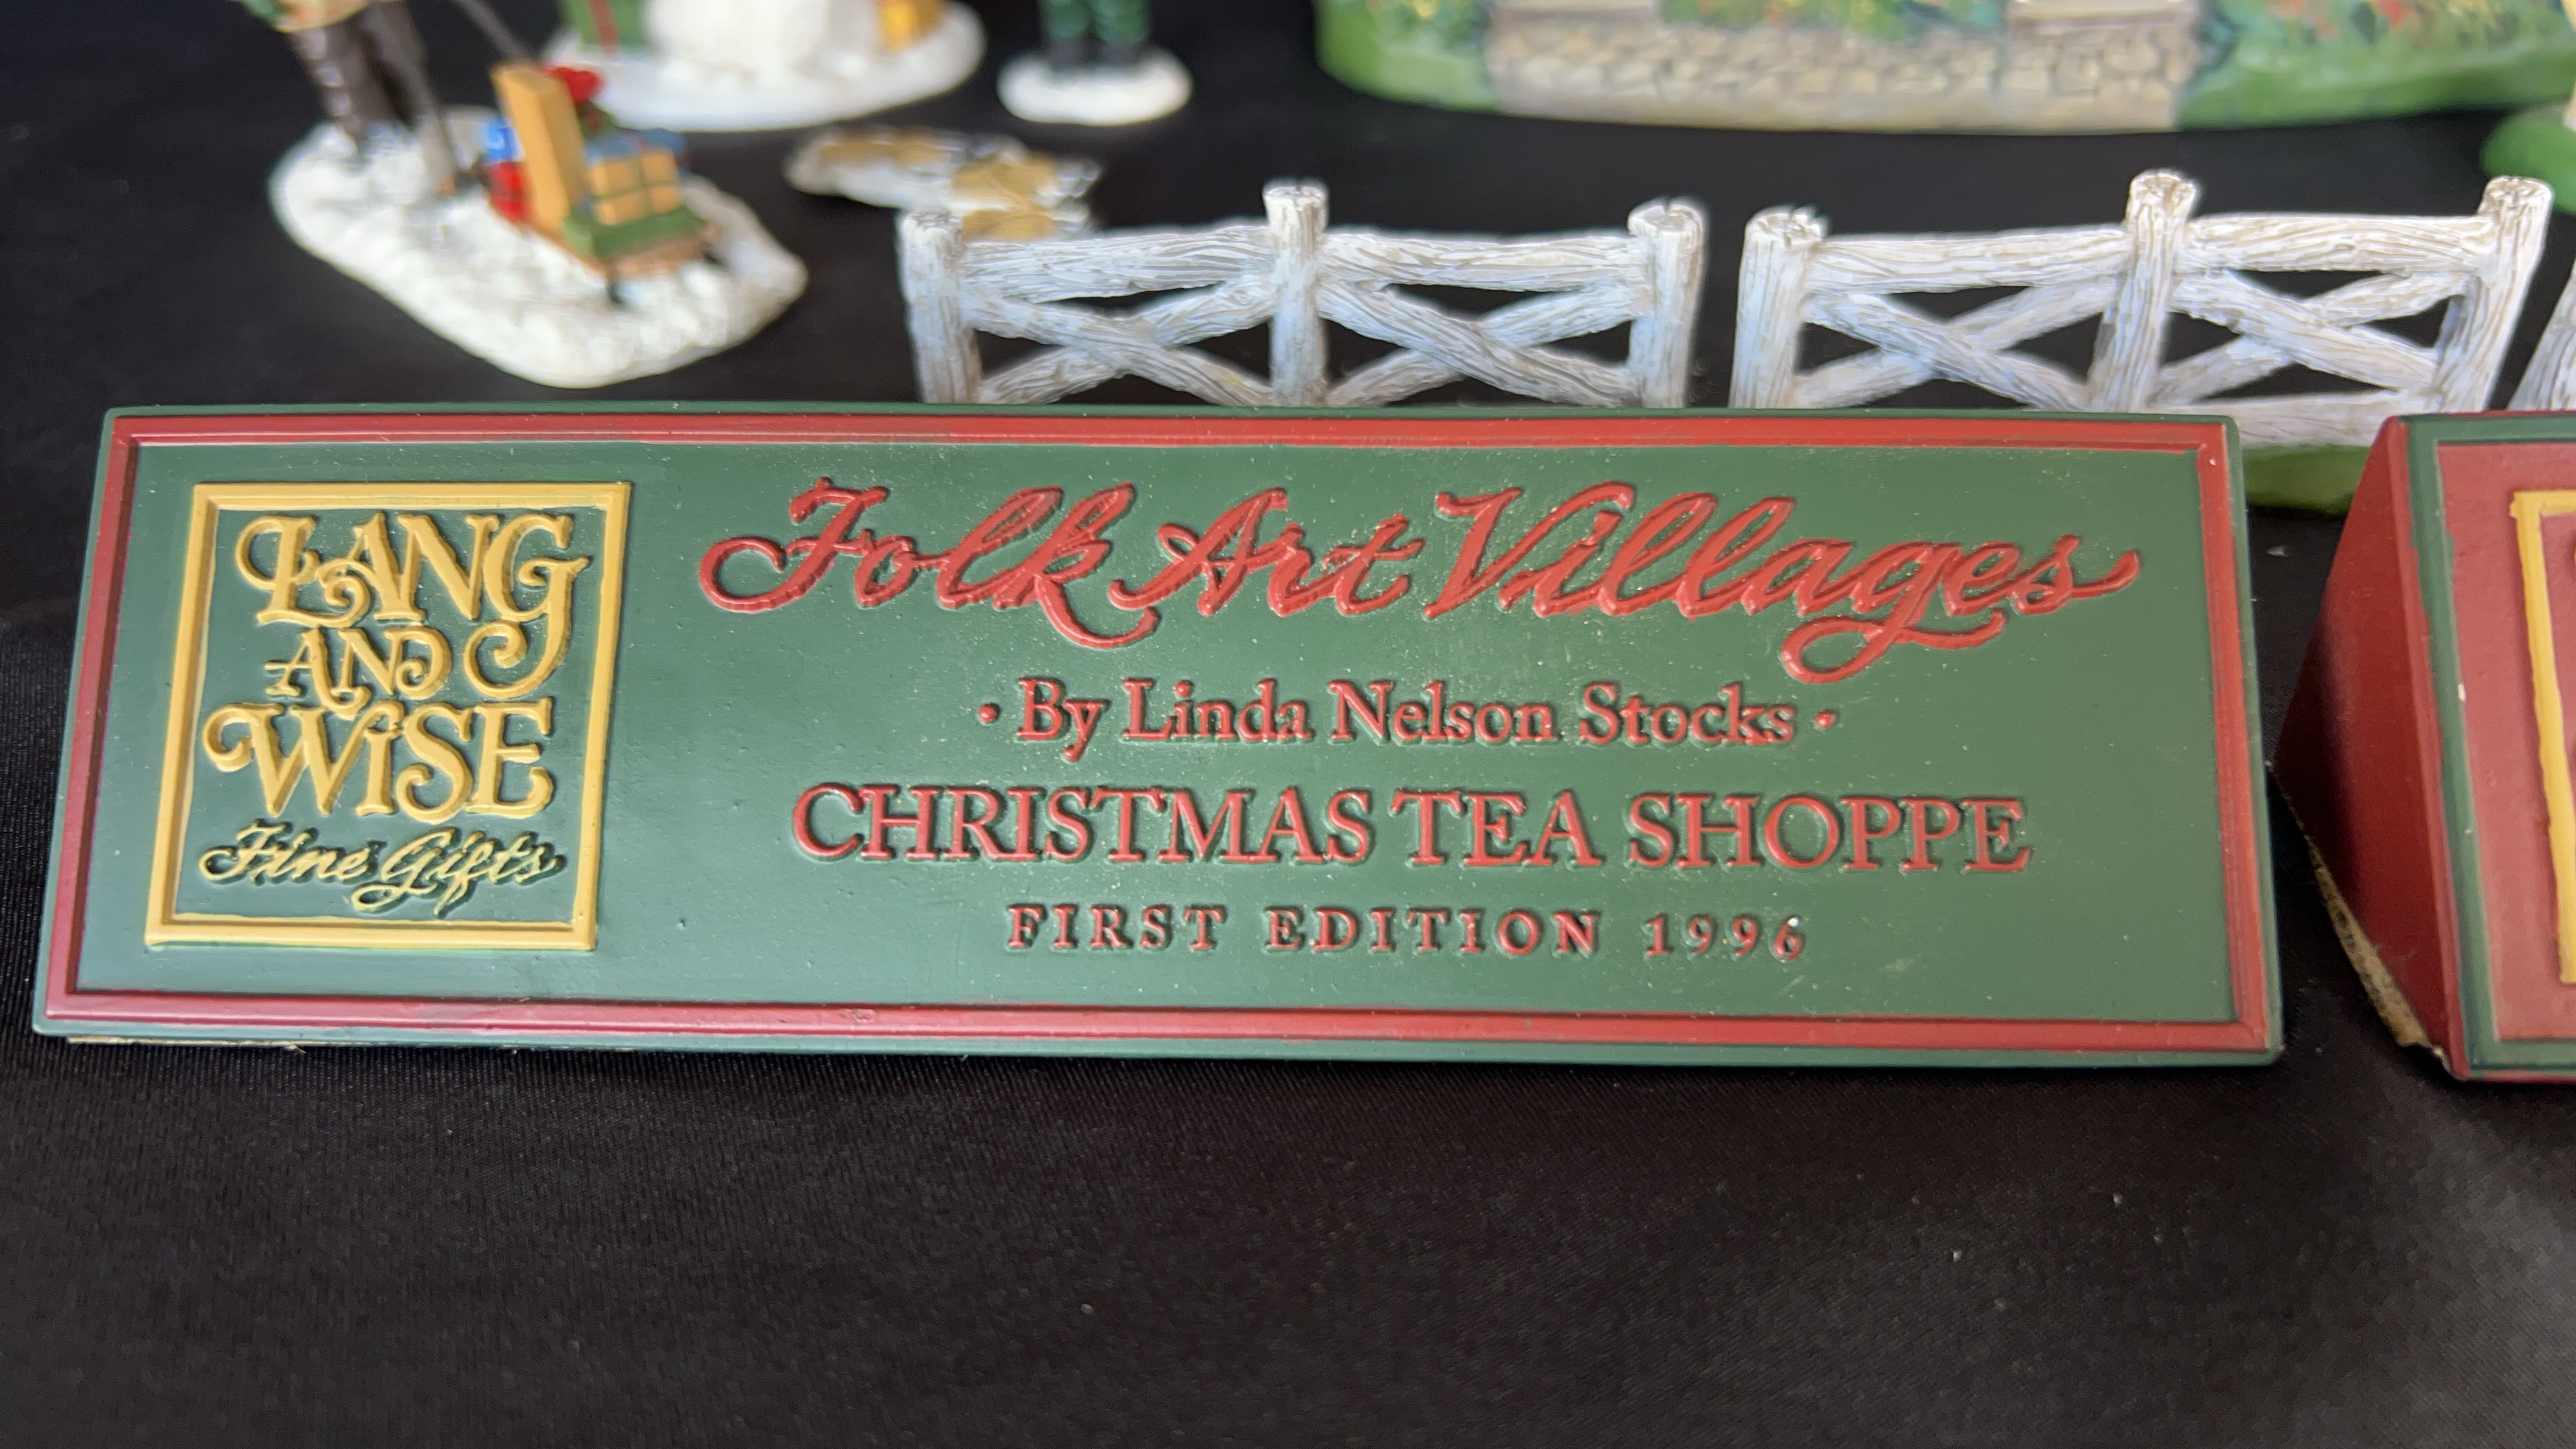 LANG
AND
WiSE
Fine Gifts
Folk Art Villages
· By Linda Nelson Stocks ·
CHRISTMAS TEA SHOPPE
FIRST EDITION 1996